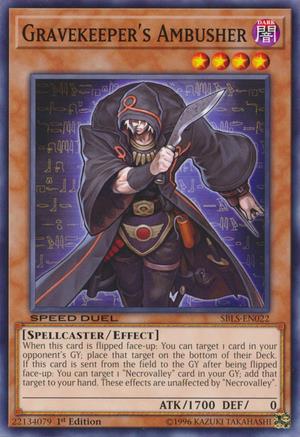 GRAVEKEEPER'S AMBUSHER
DARK
闇
SPEED DUEL
SBLS-EN022
[SPELLCASTER/EFFECT]
When this card is flipped face-up: You can target 1 card in your
opponent's GY; place that target on the bottom of their Deck.
If this card is sent from the field to the GY after being flipped
face-up: You can target 1 "Necrovalley" card in your GY; add
that target to your hand. These effects are unaffected by "Necrovalley".
ATK/1700 DEF/ 0
22134079 1st Edition ©1996 KAZUKI TAKAHASHI